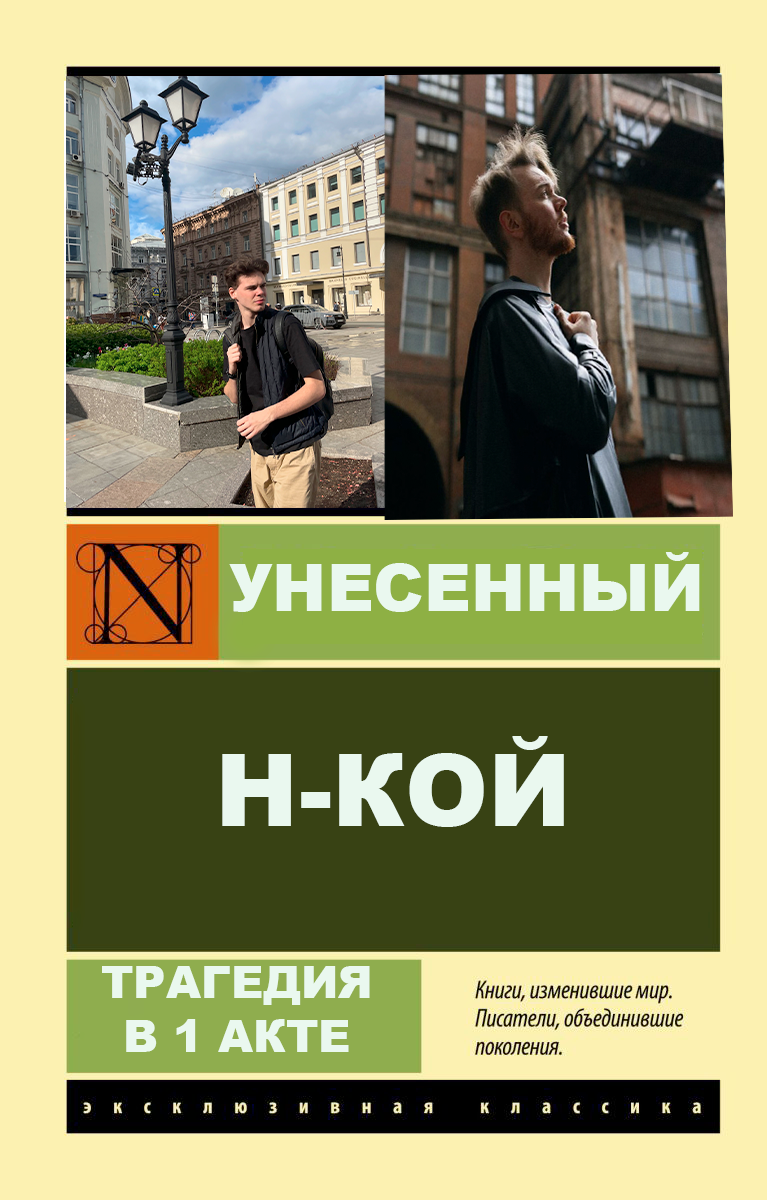 N
УНЕСЕННЫЙ
Н-КОЙ
ТРАГЕДИЯ
В 1 АКТЕ
Книги, изменившие мир.
Писатели, объединившие
поколения.
эксклюзивная классика